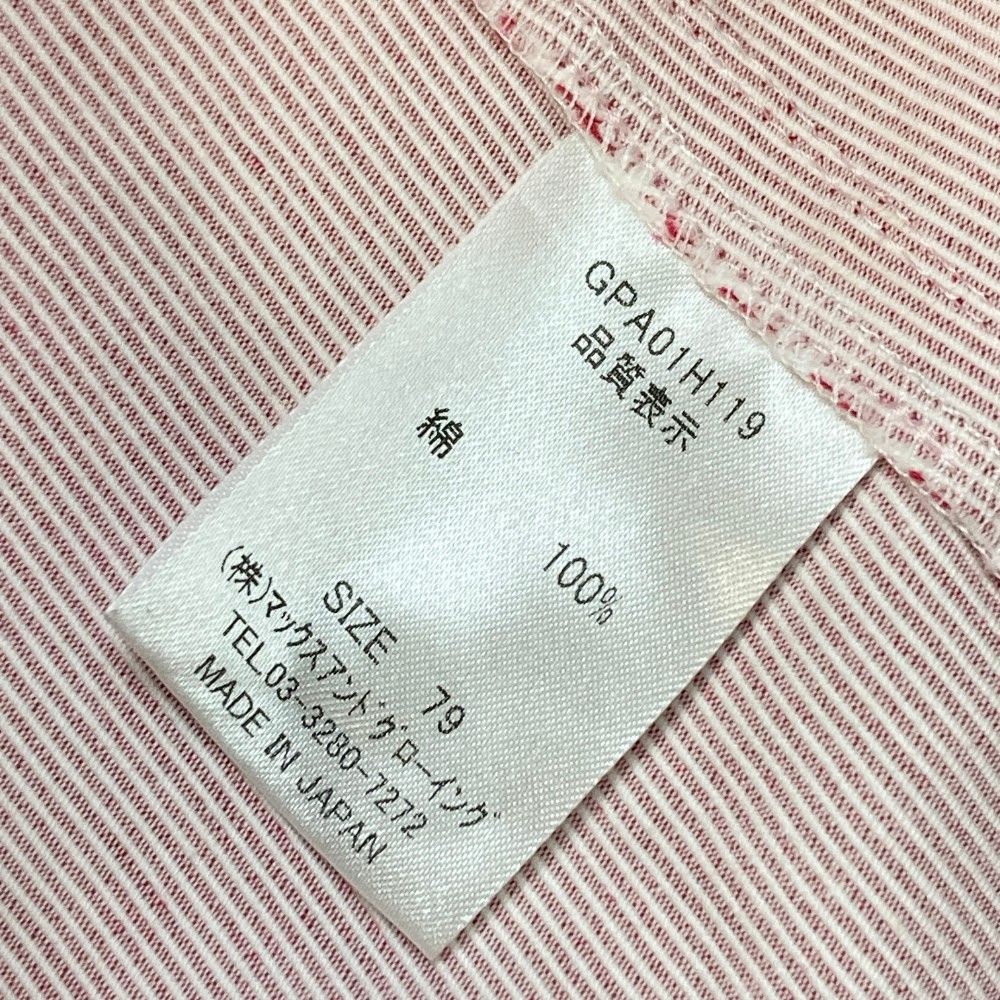 GPA01H119
品質表示
綿 100%
SIZE 79
(株)マックスアンドグローイング
TEL03-3280-7272
MADE IN JAPAN